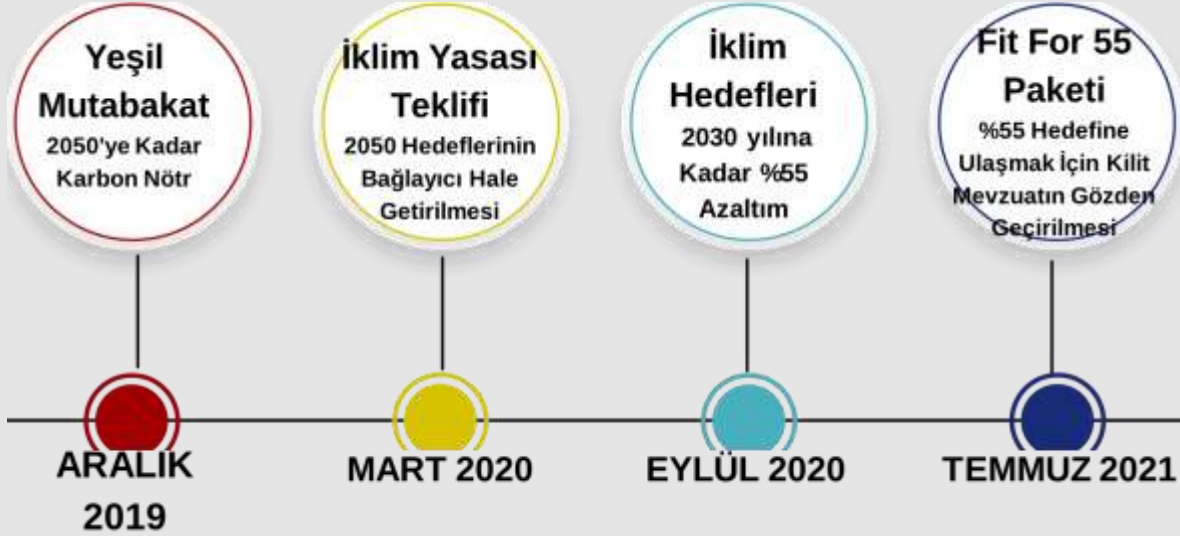 Yeşil
Mutabakat
2050'ye Kadar
Karbon Nötr
İklim Yasası
Teklifi
2050 Hedeflerinin
Bağlayıcı Hale
Getirilmesi
İklim
Hedefleri
2030 yılına
Kadar %55
Azaltım
Fit For 55
Paketi
%55 Hedefine
Ulaşmak İçin Kilit
Mevzuatın Gözden
Geçirilmesi
ARALIK
2019
MART 2020
EYLÜL 2020
TEMMUZ 2021